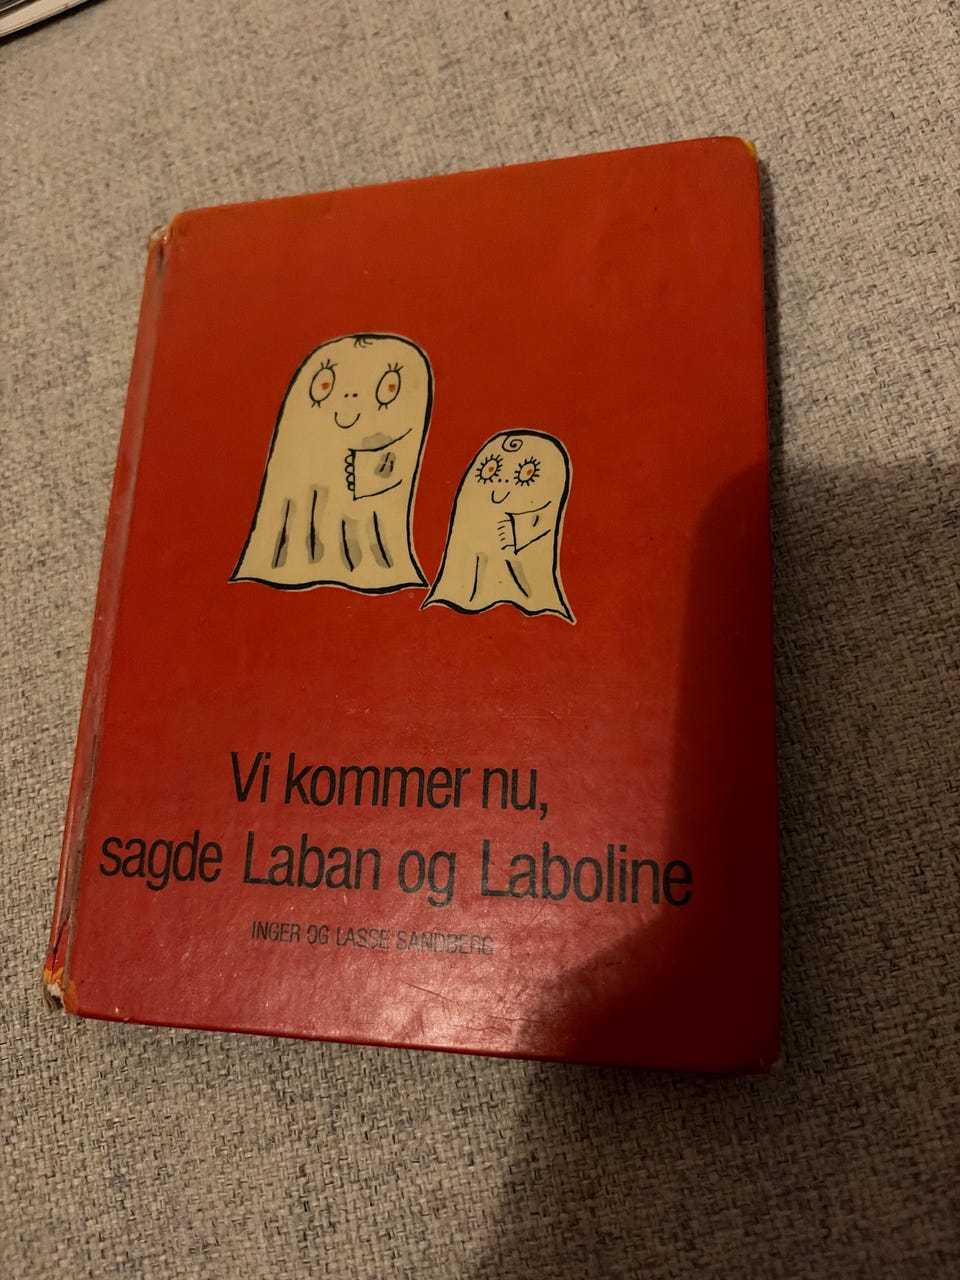 Vi kommer nu,
sagde Laban og Laboline
INGER OG LASSE SANDBERG